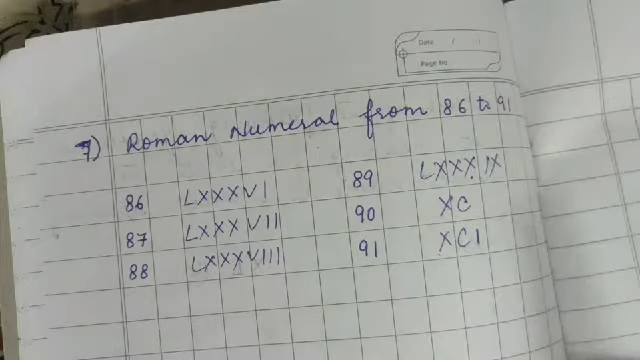 Date / /
Page No
7) Roman Numeral from 86 to 91
86 LXXXVI 89 LXXXIX
87 LXXXVII 90 XC
88 LXXXVIII 91 XCI